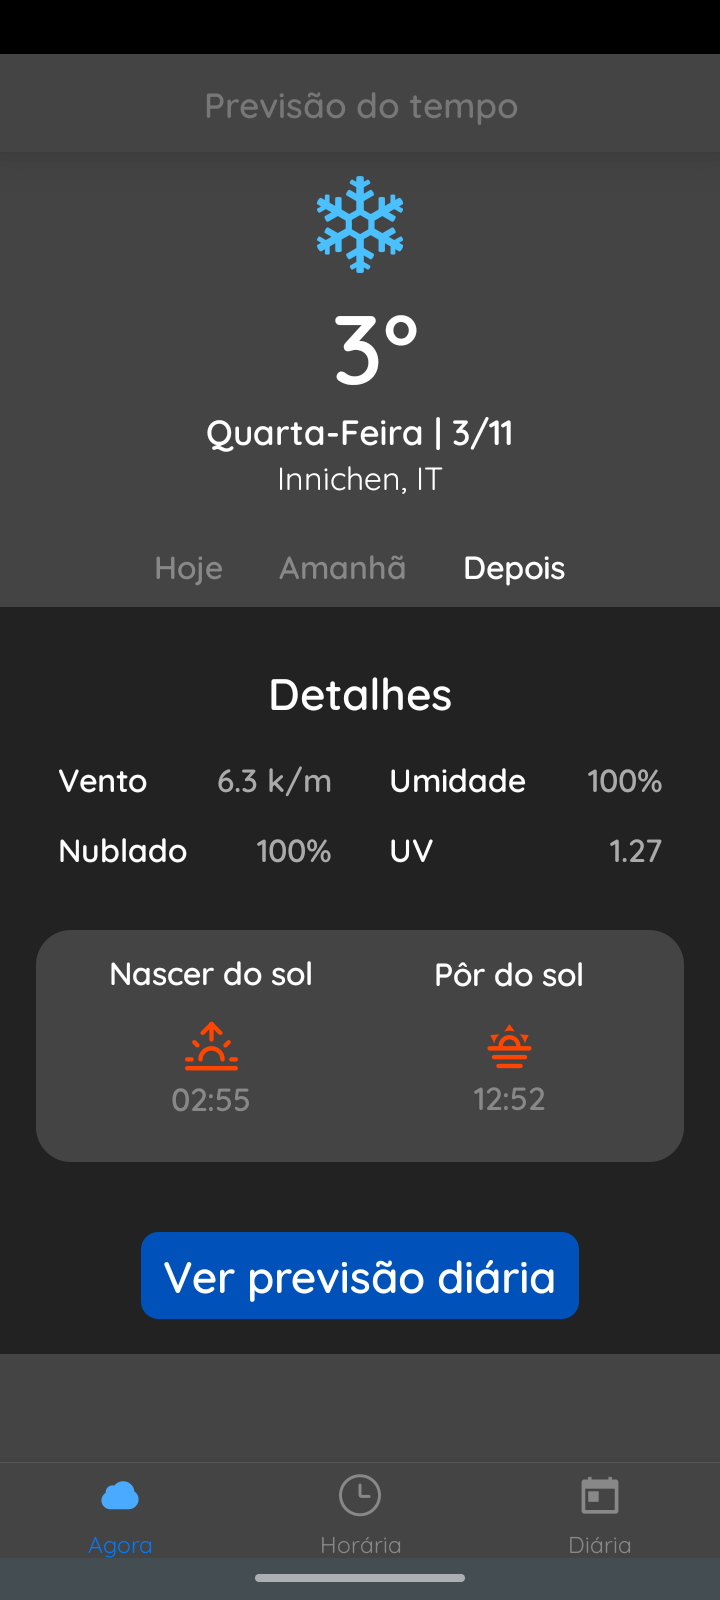 Previsão do tempo
3°
Quarta-Feira | 3/11
Innichen, IT
Hoje Amanhã Depois
Detalhes
Vento 6.3 k/m Umidade 100%
Nublado 100% UV 1.27
Nascer do sol Pôr do sol
02:55 12:52
Ver previsão diária
Agora Horária Diária